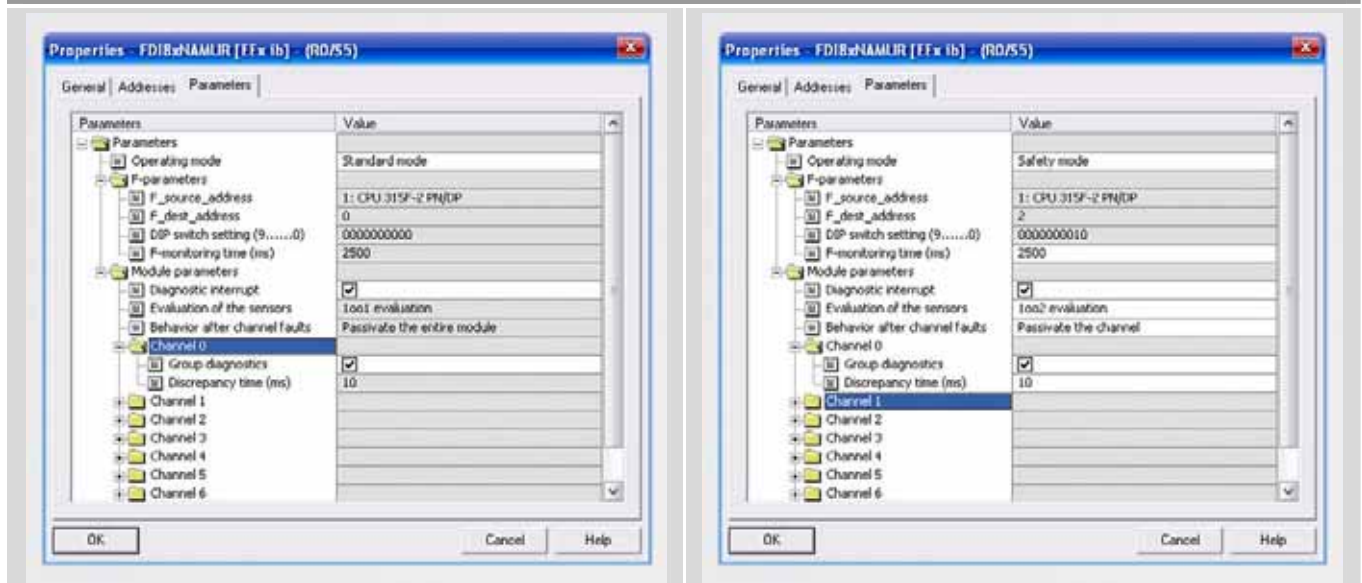 Properties - FDI8xNAMUR [EEx ib] - (R0/S5)
General Addresses Parameters
Parameters Value
Parameters
Operating mode Standard mode
F-parameters
F_source_address 1: CPU 315F-2 PN/DP
F_dest_address 0
DIP switch setting (9......0) 0000000000
F-monitoring time (ms) 2500
Module parameters
Diagnostic interrupt
Evaluation of the sensors 1oo1 evaluation
Behavior after channel faults Passivate the entire module
Channel 0
Group diagnostics
Discrepancy time (ms) 10
Channel 1
Channel 2
Channel 3
Channel 4
Channel 5
Channel 6
OK Cancel Help
Properties - FDI8xNAMUR [EEx ib] - (R0/S5)
General Addresses Parameters
Parameters Value
Parameters
Operating mode Safety mode
F-parameters
F_source_address 1: CPU 315F-2 PN/DP
F_dest_address 2
DIP switch setting (9......0) 0000000010
F-monitoring time (ms) 2500
Module parameters
Diagnostic interrupt
Evaluation of the sensors 1oo2 evaluation
Behavior after channel faults Passivate the channel
Channel 0
Group diagnostics
Discrepancy time (ms) 10
Channel 1
Channel 2
Channel 3
Channel 4
Channel 5
Channel 6
OK Cancel Help